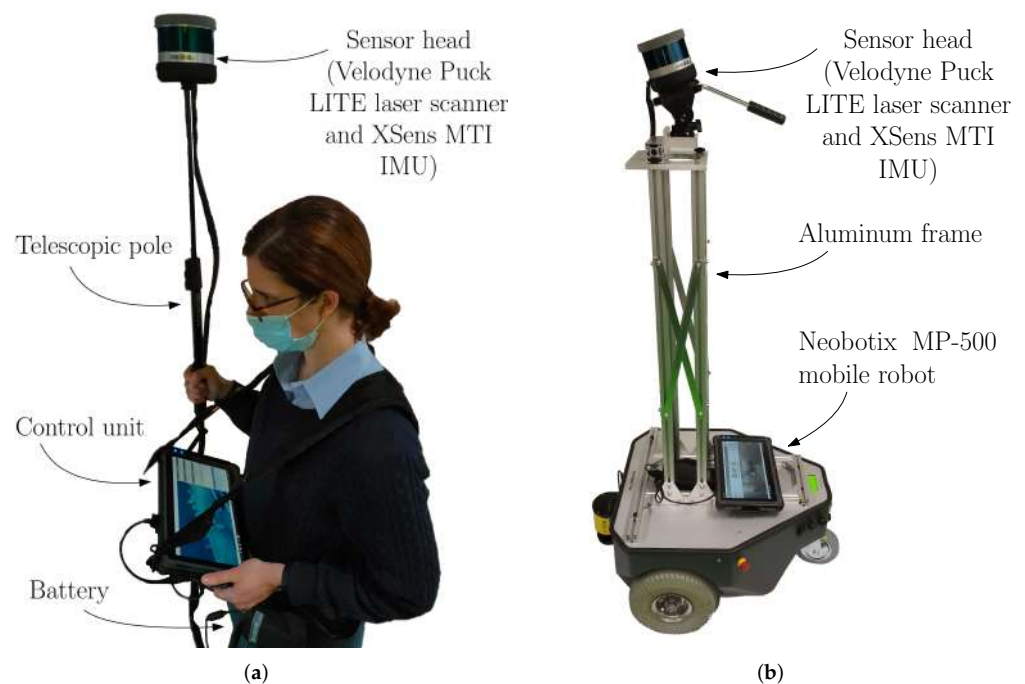 Sensor head
(Velodyne Puck
LITE laser scanner
and XSens MTI
IMU)
Telescopic pole
Control unit
Battery
(a)
Sensor head
(Velodyne Puck
LITE laser scanner
and XSens MTI
IMU)
Aluminum frame
Neobotix MP-500
mobile robot
(b)